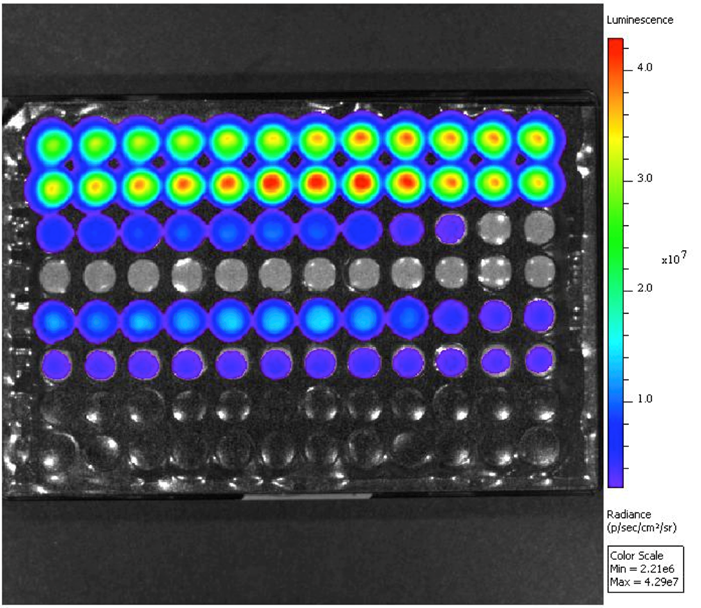 Luminescence
4.0
3.0
x10⁷
2.0
1.0
Radiance
(p/sec/cm²/sr)
Color Scale
Min = 2.21e6
Max = 4.29e7